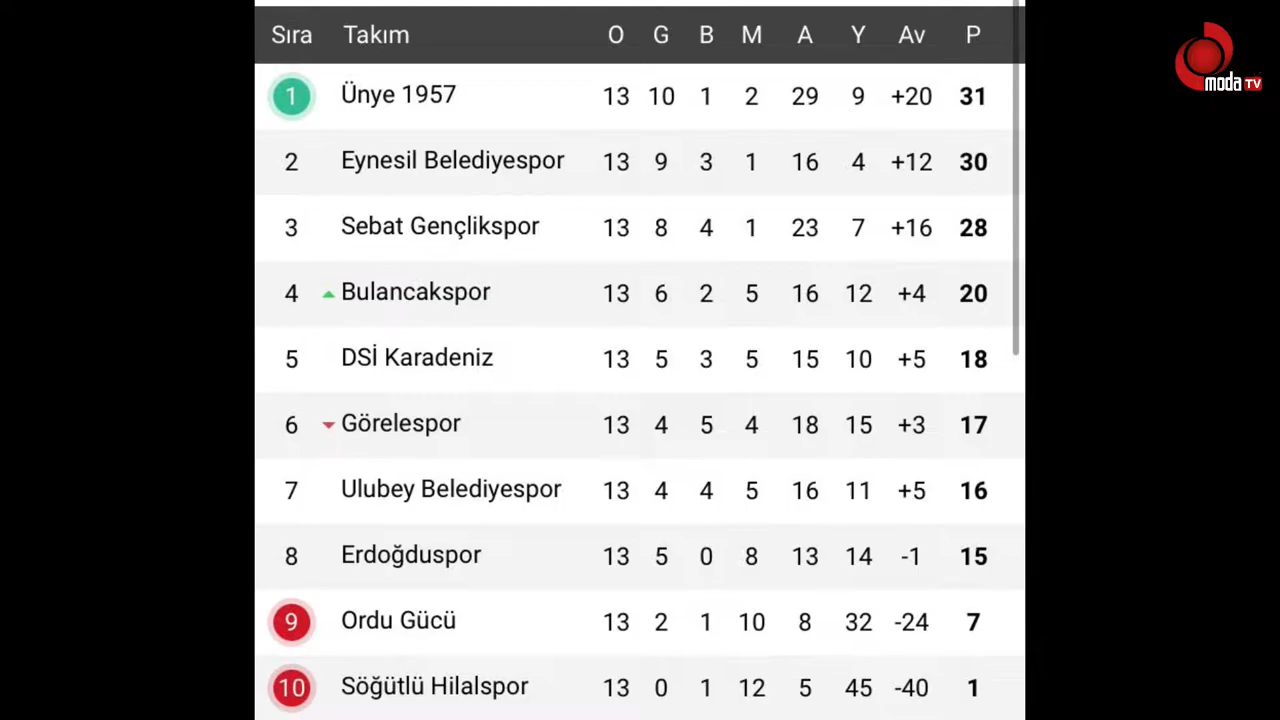 Sıra Takım O G B M A Y Av P
1 Ünye 1957 13 10 1 2 29 9 +20 31
2 Eynesil Belediyespor 13 9 3 1 16 4 +12 30
3 Sebat Gençlikspor 13 8 4 1 23 7 +16 28
4 Bulancakspor 13 6 2 5 16 12 +4 20
5 DSİ Karadeniz 13 5 3 5 15 10 +5 18
6 Görelespor 13 4 5 4 18 15 +3 17
7 Ulubey Belediyespor 13 4 4 5 16 11 +5 16
8 Erdoğduspor 13 5 0 8 13 14 -1 15
9 Ordu Gücü 13 2 1 10 8 32 -24 7
10 Söğütlü Hilalspor 13 0 1 12 5 45 -40 1
moda TV